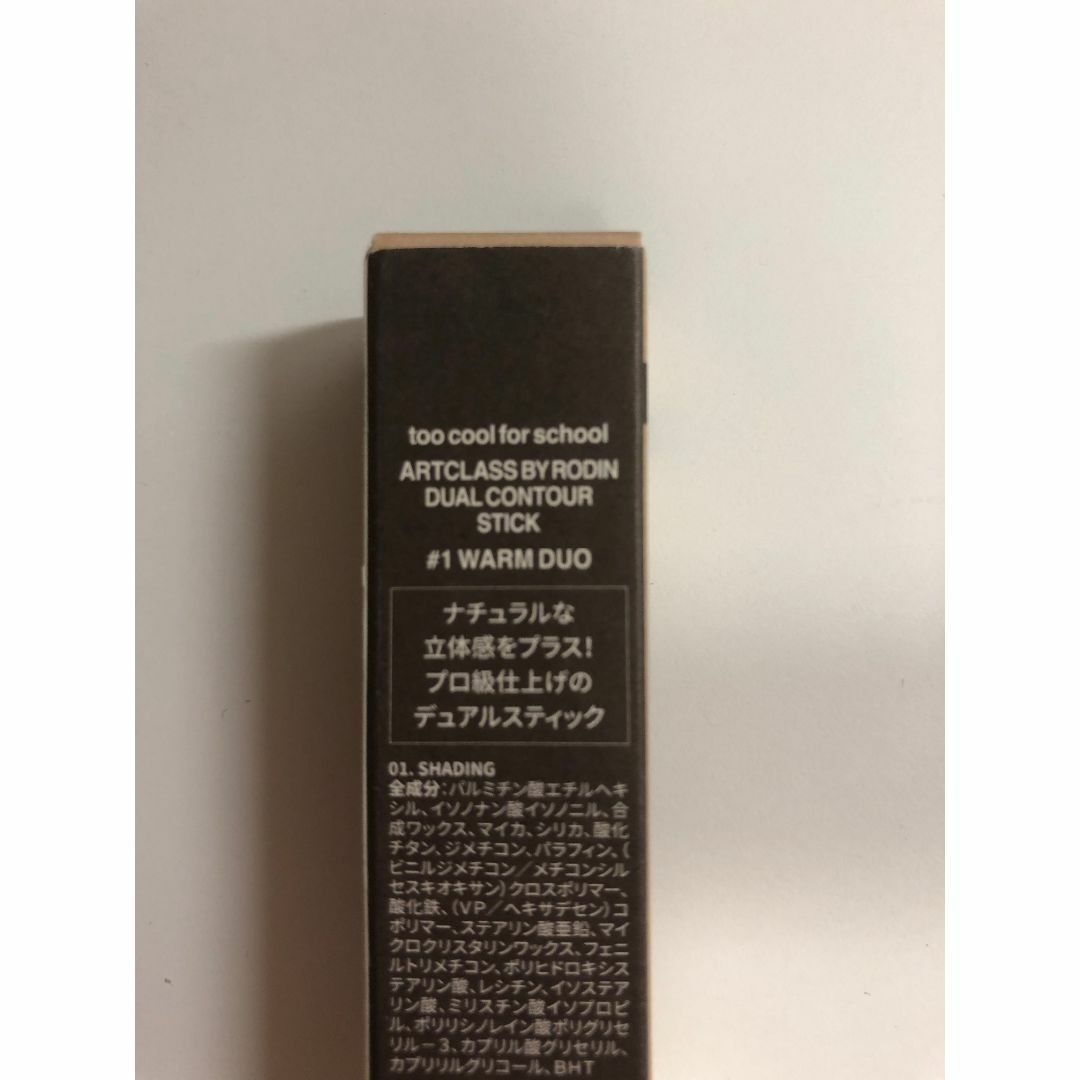 too cool for school
ARTCLASS BY RODIN
DUAL CONTOUR
STICK
#1 WARM DUO
ナチュラルな
立体感をプラス!
プロ級仕上げの
デュアルスティック
01. SHADING
全成分:パルミチン酸エチルヘキ
シル、イソノナン酸イソノニル、合
成ワックス、マイカ、シリカ、酸化
チタン、ジメチコン、パラフィン、(
ビニルジメチコン/メチコンシル
セスキオキサン)クロスポリマー、
酸化鉄、(VP/ヘキサデセン)コ
ポリマー、ステアリン酸亜鉛、マイ
クロクリスタリンワックス、フェニ
ルトリメチコン、ポリヒドロキシス
テアリン酸、レシチン、イソステア
リン酸、ミリスチン酸イソプロピ
ル、ポリリシノレイン酸ポリグリセ
リル-3、カプリル酸グリセリル、
カプリリルグリコール、BHT